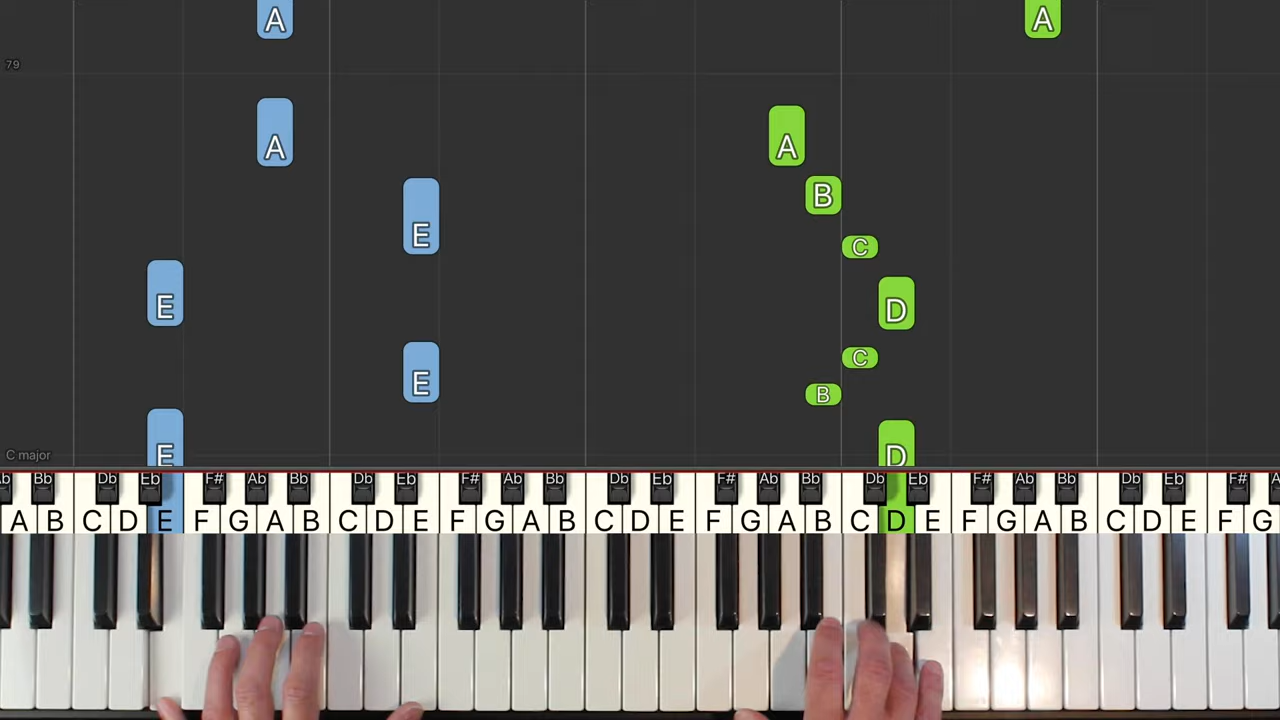 A A
79
A A
E B
C
E D
C
E B
E D
C major
Ab Bb Db Eb F# Ab Bb Db Eb F# Ab Bb Db Eb F# Ab Bb Db Eb F# Ab Bb Db Eb F#
A B C D E F G A B C D E F G A B C D E F G A B C D E F G A B C D E F G